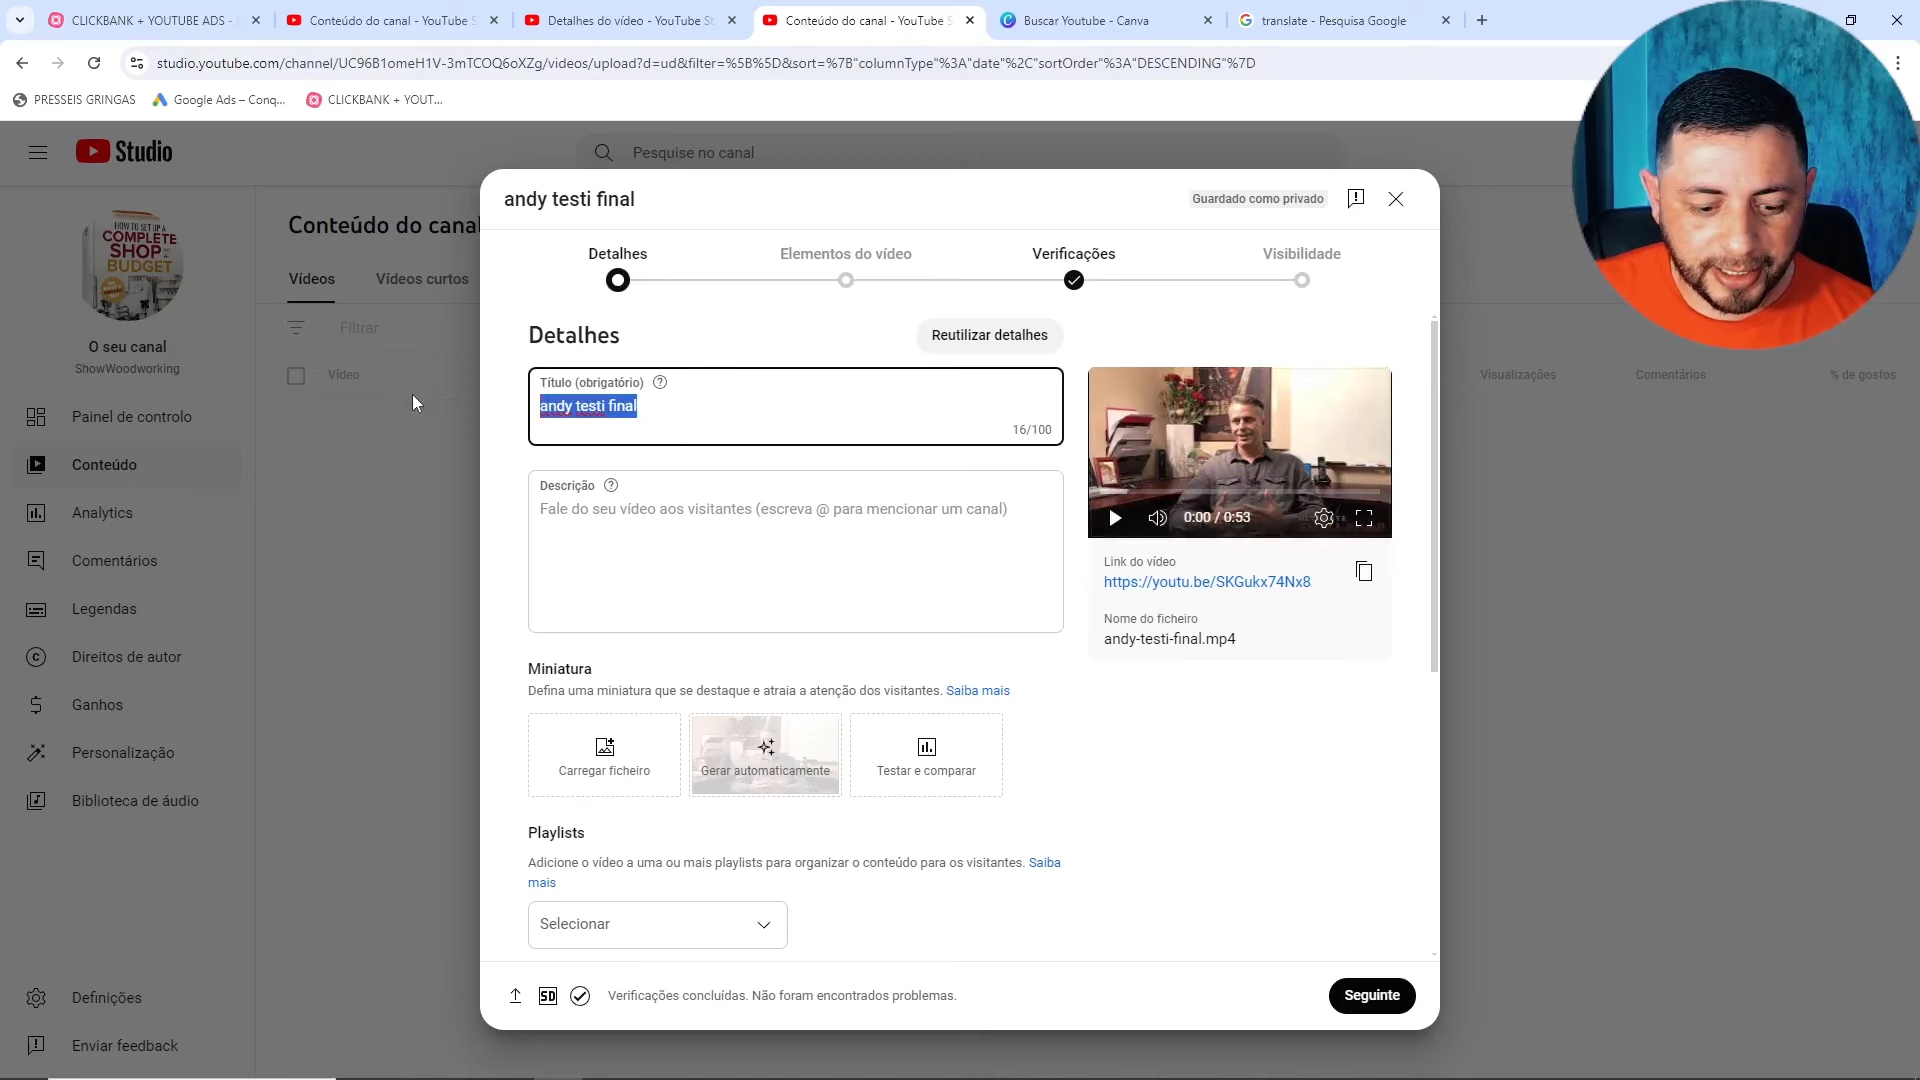 CLICKBANK + YOUTUBE ADS -
Conteúdo do canal - YouTube S
Detalhes do vídeo - YouTube St
Conteúdo do canal - YouTube S
Buscar Youtube - Canva
translate - Pesquisa Google
studio.youtube.com/channel/UC96B1omeH1V-3mTCOQ6oXZg/videos/upload?d=ud&filter=%5B%5D&sort=%7B"columnType"%3A"date"%2C"sortOrder"%3A"DESCENDING"%7D
PRESSEIS GRINGAS
Google Ads – Conq...
CLICKBANK + YOUT...
Studio
Pesquise no canal
HOW TO SET UP A
COMPLETE
SHOP
BUDGET
O seu canal
ShowWoodworking
Painel de controlo
Conteúdo
Analytics
Comentários
Legendas
Direitos de autor
Ganhos
Personalização
Biblioteca de áudio
Definições
Enviar feedback
Conteúdo do canal
Vídeos
Vídeos curtos
Filtrar
Vídeo
Visualizações
Comentários
% de gostos
andy testi final
Guardado como privado
Detalhes
Elementos do vídeo
Verificações
Visibilidade
Detalhes
Reutilizar detalhes
Título (obrigatório)
andy testi final
16/100
Descrição
Fale do seu vídeo aos visitantes (escreva @ para mencionar um canal)
0:00 / 0:53
Link do vídeo
https://youtu.be/SKGukx74Nx8
Nome do ficheiro
andy-testi-final.mp4
Miniatura
Defina uma miniatura que se destaque e atraia a atenção dos visitantes. Saiba mais
Carregar ficheiro
Gerar automaticamente
Testar e comparar
Playlists
Adicione o vídeo a uma ou mais playlists para organizar o conteúdo para os visitantes. Saiba
mais
Selecionar
SD
Verificações concluídas. Não foram encontrados problemas.
Seguinte